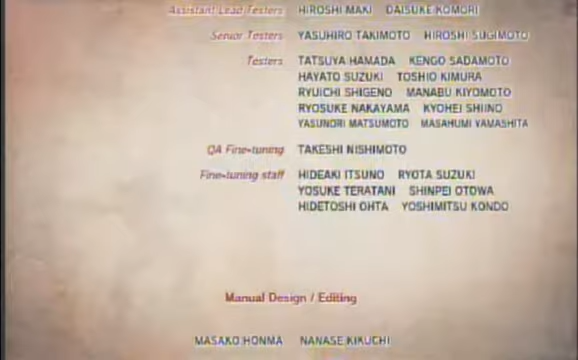 Assistant Lead Testers HIROSHI MAKI DAISUKE KOMORI
Senior Testers YASUHIRO TAKIMOTO HIROSHI SUGIMOTO
Testers TATSUYA HAMADA KENGO SADAMOTO
HAYATO SUZUKI TOSHIO KIMURA
RYUICHI SHIGENO MANABU KIYOMOTO
RYOSUKE NAKAYAMA KYOHEI SHIINO
YASUNORI MATSUMOTO MASAHUMI YAMASHITA
QA Fine-tuning TAKESHI NISHIMOTO
Fine-tuning staff HIDEAKI ITSUNO RYOTA SUZUKI
YOSUKE TERATANI SHINPEI OTOWA
HIDETOSHI OHTA YOSHIMITSU KONDO
Manual Design / Editing
MASAKO HONMA NANASE KIKUCHI